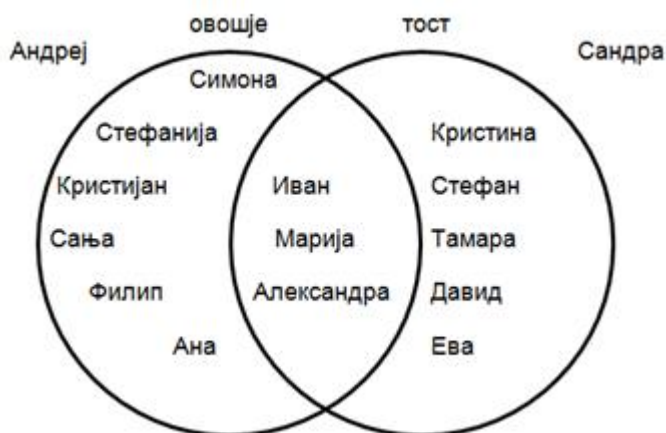 овошје тост
Андреј Сандра
Симона
Стефанија Кристина
Кристијан Иван Стефан
Сања Марија Тамара
Филип Александра Давид
Ана Ева